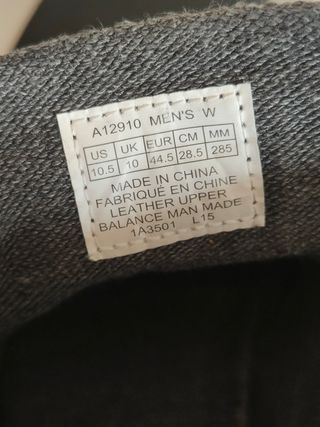 A12910 MEN'S W
US UK EUR CM MM
10.5 10 44.5 28.5 285
MADE IN CHINA
FABRIQUÉ EN CHINE
LEATHER UPPER
BALANCE MAN MADE
1A3501 L15